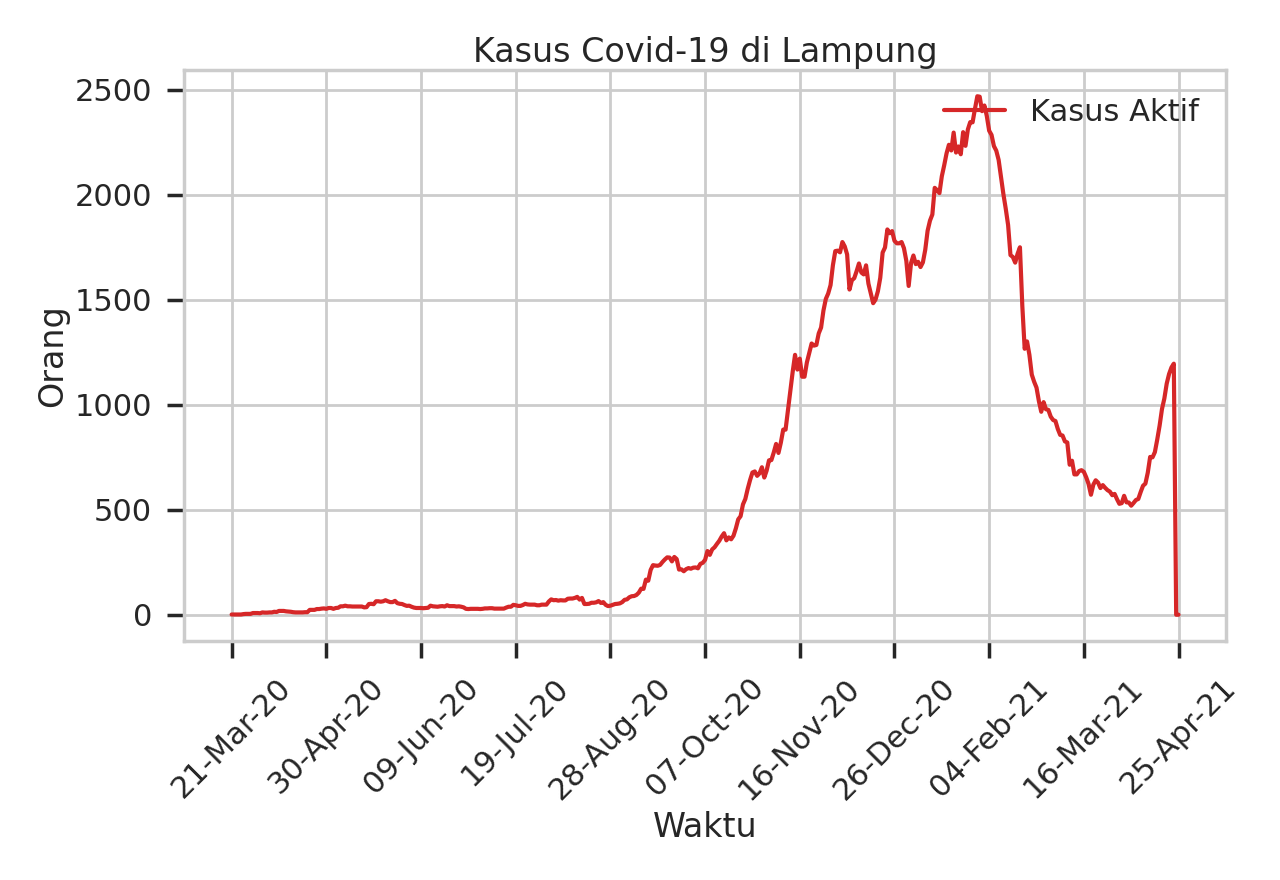 Kasus Covid-19 di Lampung
Kasus Aktif
Orang
2500
2000
1500
1000
500
0
21-Mar-20
30-Apr-20
09-Jun-20
19-Jul-20
28-Aug-20
07-Oct-20
16-Nov-20
26-Dec-20
04-Feb-21
16-Mar-21
25-Apr-21
Waktu